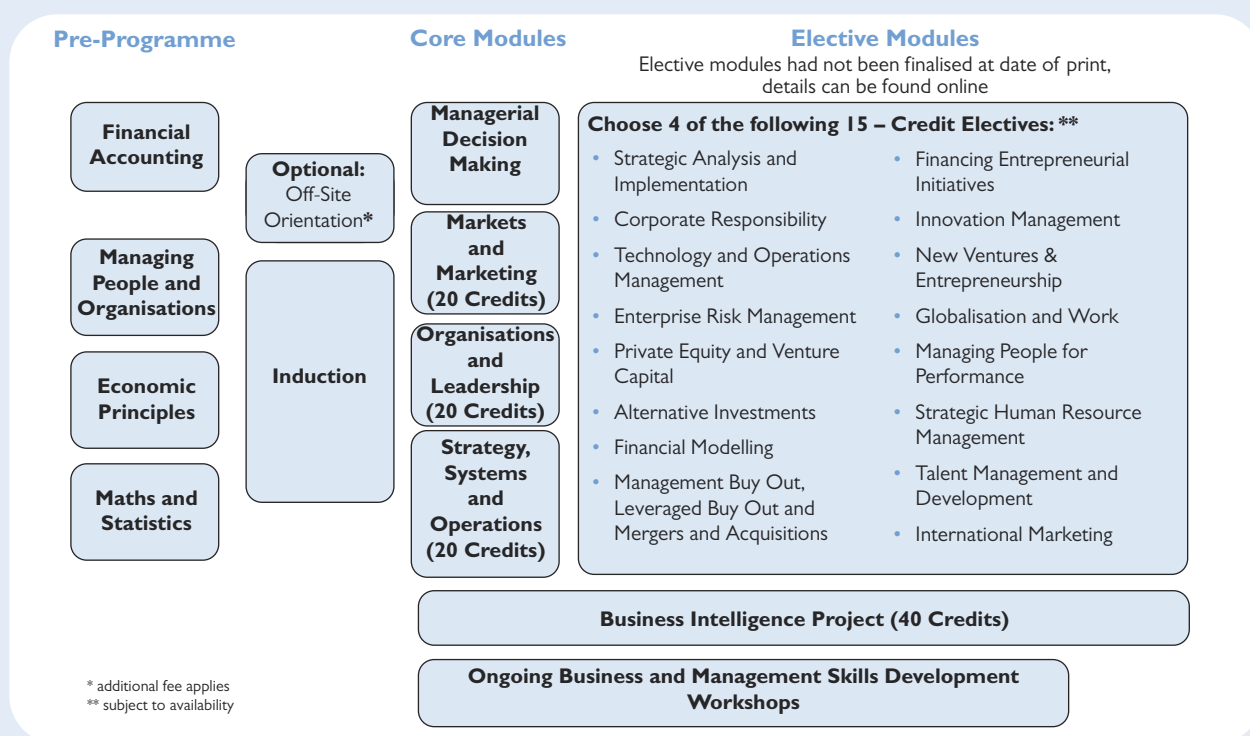 Pre-Programme
Core Modules
Elective Modules
Elective modules had not been finalised at date of print,
details can be found online
Financial
Accounting
Managing
People and
Organisations
Economic
Principles
Maths and
Statistics
Optional:
Off-Site
Orientation*
Induction
Managerial
Decision
Making
Markets
and
Marketing
(20 Credits)
Organisations
and
Leadership
(20 Credits)
Strategy,
Systems
and
Operations
(20 Credits)
Choose 4 of the following 15 – Credit Electives: **
• Strategic Analysis and
Implementation
• Corporate Responsibility
• Technology and Operations
Management
• Enterprise Risk Management
• Private Equity and Venture
Capital
• Alternative Investments
• Financial Modelling
• Management Buy Out,
Leveraged Buy Out and
Mergers and Acquisitions
• Financing Entrepreneurial
Initiatives
• Innovation Management
• New Ventures &
Entrepreneurship
• Globalisation and Work
• Managing People for
Performance
• Strategic Human Resource
Management
• Talent Management and
Development
• International Marketing
Business Intelligence Project (40 Credits)
Ongoing Business and Management Skills Development
Workshops
* additional fee applies
** subject to availability